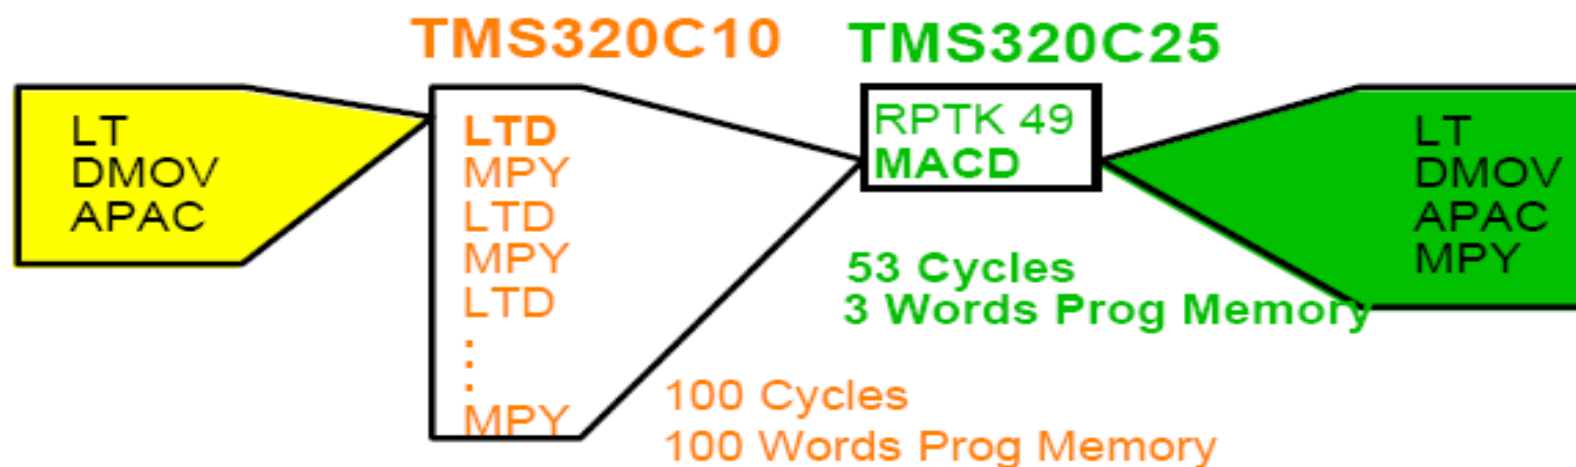 TMS320C10
TMS320C25
LT
DMOV
APAC
LTD
MPY
LTD
MPY
LTD
:
:
MPY
100 Cycles
100 Words Prog Memory
RPTK 49
MACD
53 Cycles
3 Words Prog Memory
LT
DMOV
APAC
MPY